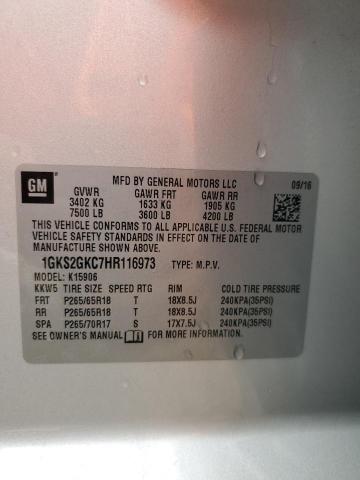 GM
MFD BY GENERAL MOTORS LLC 09/16
GVWR GAWR FRT GAWR RR
3402 KG 1633 KG 1905 KG
7500 LB 3600 LB 4200 LB
THIS VEHICLE CONFORMS TO ALL APPLICABLE U.S. FEDERAL MOTOR
VEHICLE SAFETY STANDARDS IN EFFECT ON THE DATE OF
MANUFACTURE SHOWN ABOVE.
1GKS2GKC7HR116973 TYPE: M.P.V.
MODEL: K15906
KKW5 TIRE SIZE SPEED RTG RIM COLD TIRE PRESSURE
FRT P265/65R18 T 18X8.5J 240KPA(35PSI)
RR P265/65R18 T 18X8.5J 240KPA(35PSI)
SPA P265/70R17 S 17X7.5J 240KPA(35PSI)
SEE OWNER'S MANUAL FOR MORE INFORMATION.